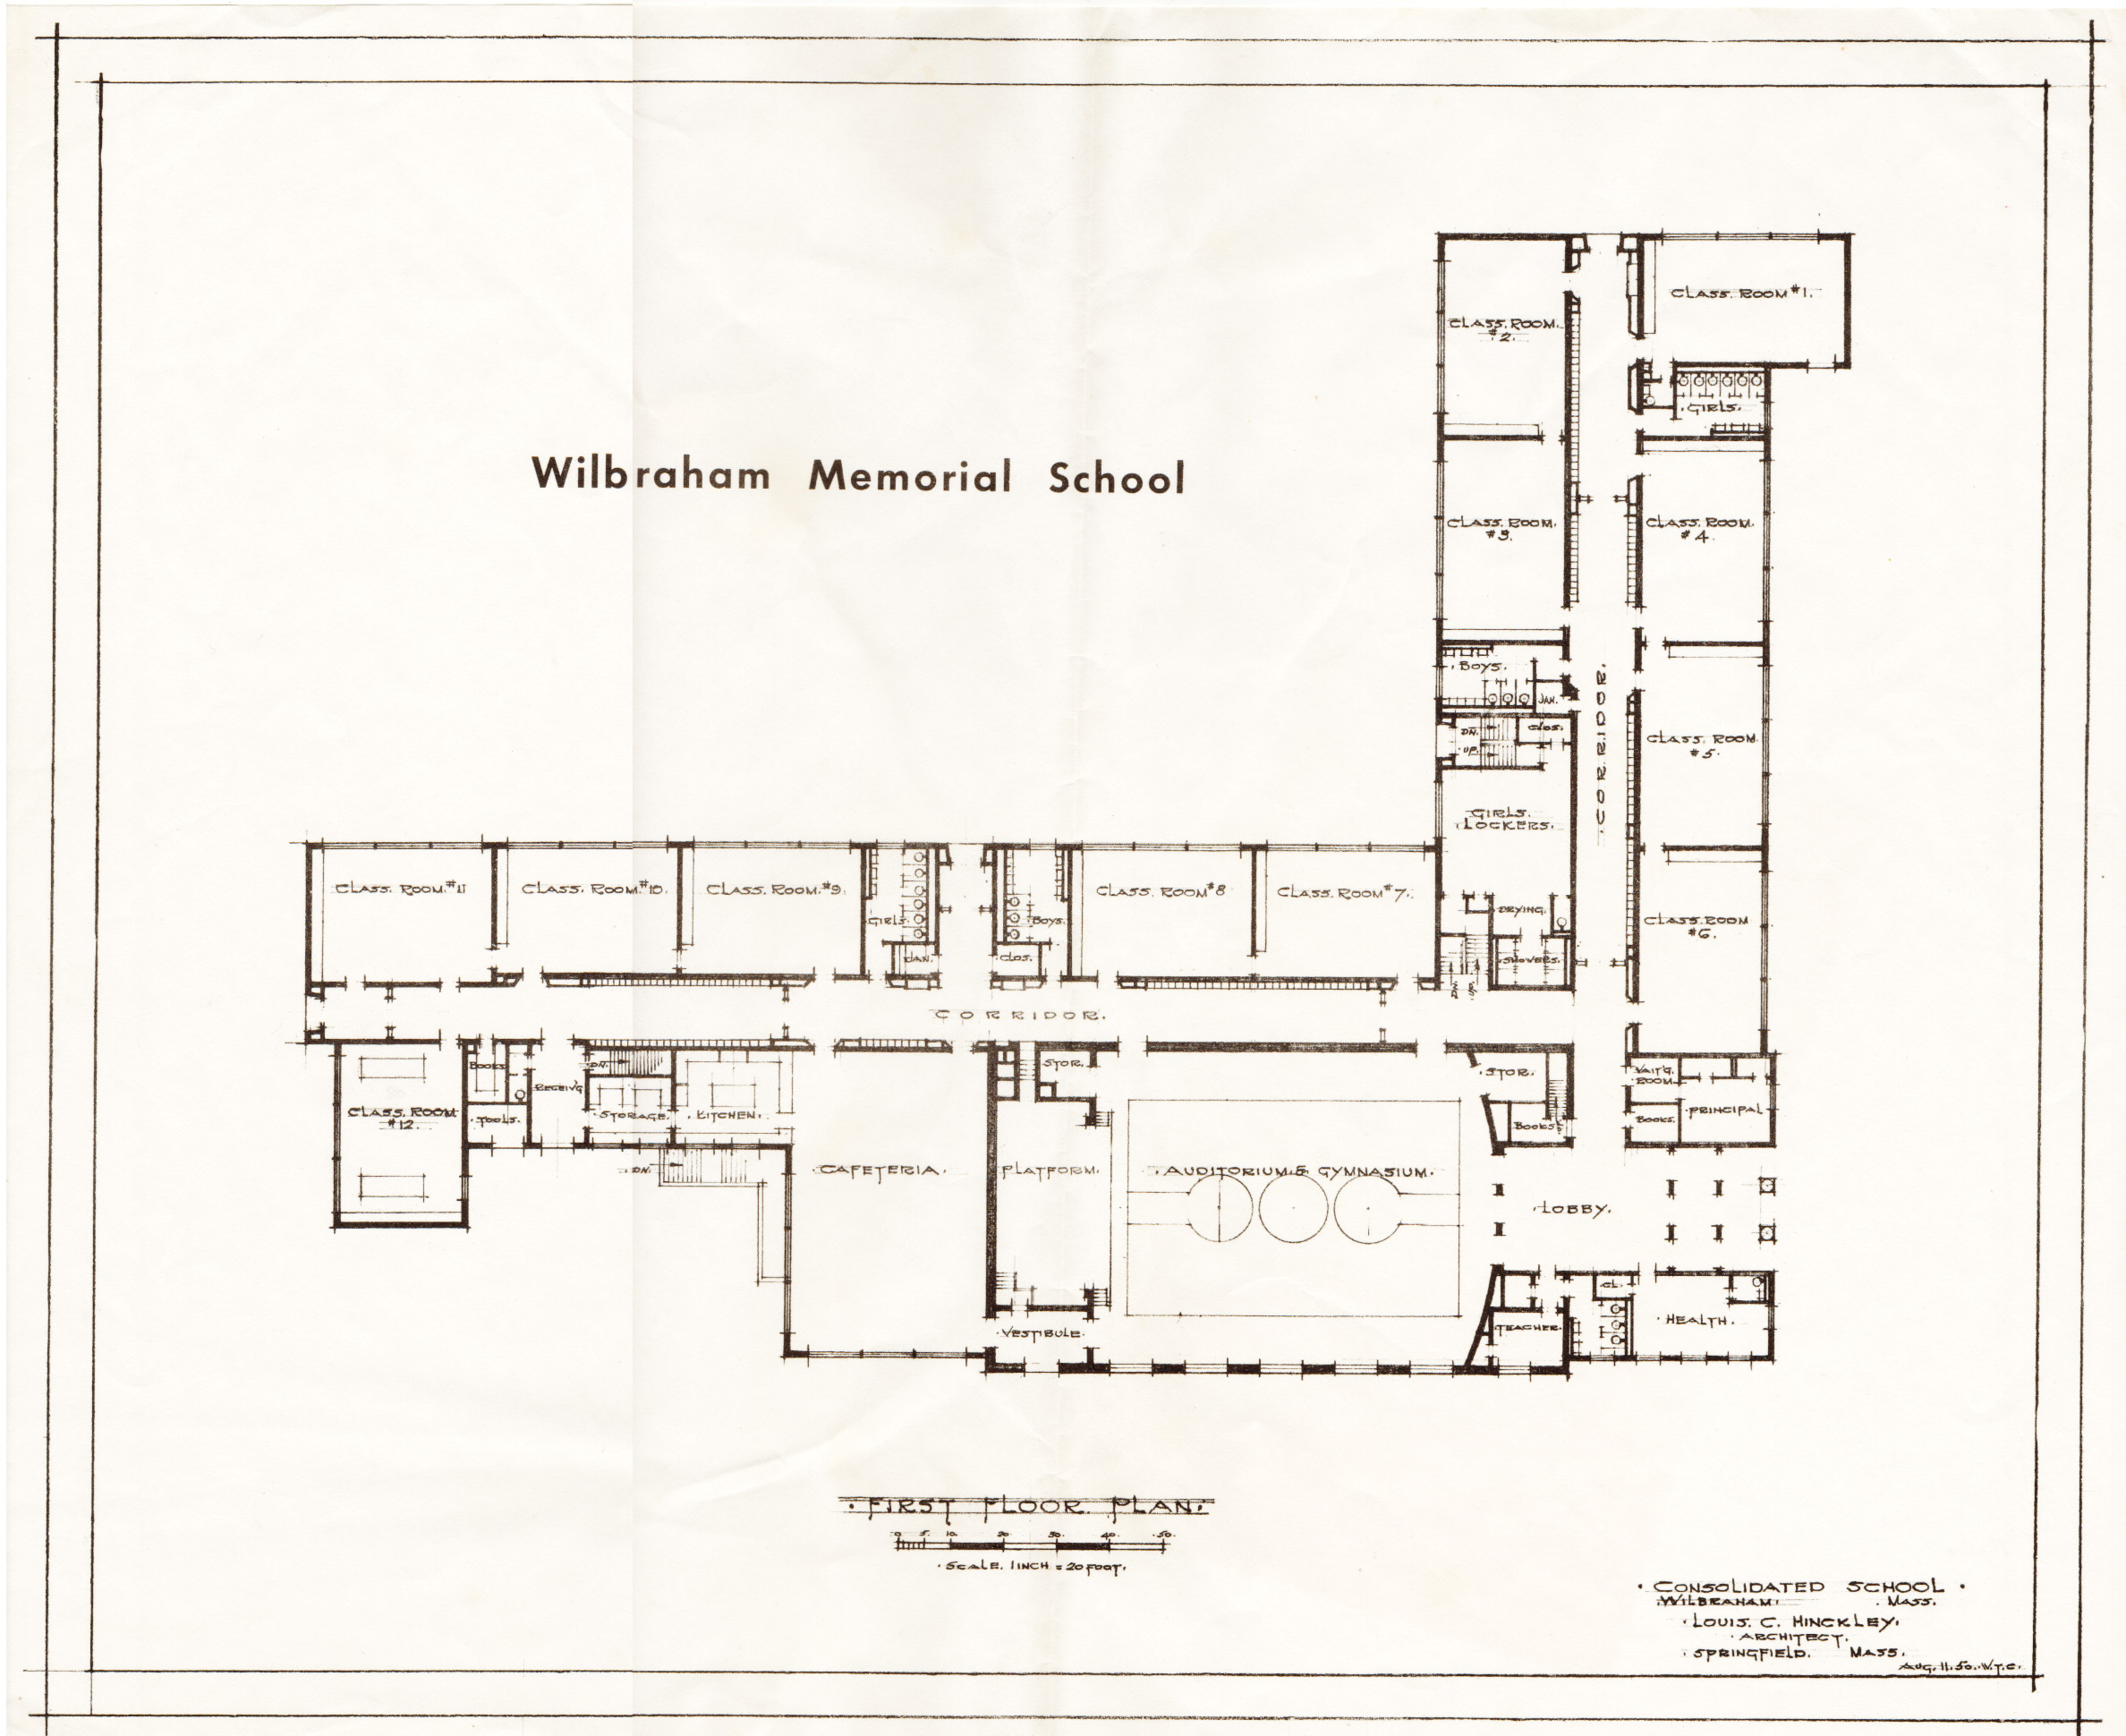 Wilbraham Memorial School
CLASS. ROOM #1.
CLASS. ROOM.
#2.
GIRLS.
CLASS. ROOM.
#3.
CLASS. ROOM.
#4.
BOYS.
JAN.
CORRIDOR.
DN.
UP.
CLOS.
CLASS. ROOM.
#5.
GIRLS.
LOCKERS.
CLASS. ROOM. #11
CLASS. ROOM. #10.
CLASS. ROOM. #9.
GIRLS.
JAN.
BOYS.
CLOS.
CLASS. ROOM #8
CLASS. ROOM #7.
DRYING.
SHOWERS.
DN.
UP.
CLASS. ROOM
#6.
CORRIDOR.
CLASS. ROOM
#12.
BOOKS
TOOLS.
RECEIV'G
DN.
STORAGE.
KITCHEN.
DN.
CAFETERIA.
STOR.
PLATFORM.
VESTIBULE.
AUDITORIUM & GYMNASIUM.
STOR.
BOOKS
WAIT'G.
ROOM.
BOOKS.
PRINCIPAL
LOBBY.
CL.
TEACHER.
HEALTH.
FIRST FLOOR PLAN.
0 5 10. 20. 30. 40. 50.
SCALE. 1 INCH = 20 FOOT.
CONSOLIDATED SCHOOL
WILBRAHAM. MASS.
LOUIS. C. HINCKLEY.
ARCHITECT.
SPRINGFIELD. MASS.
AUG. 11. 50. W.T.C.